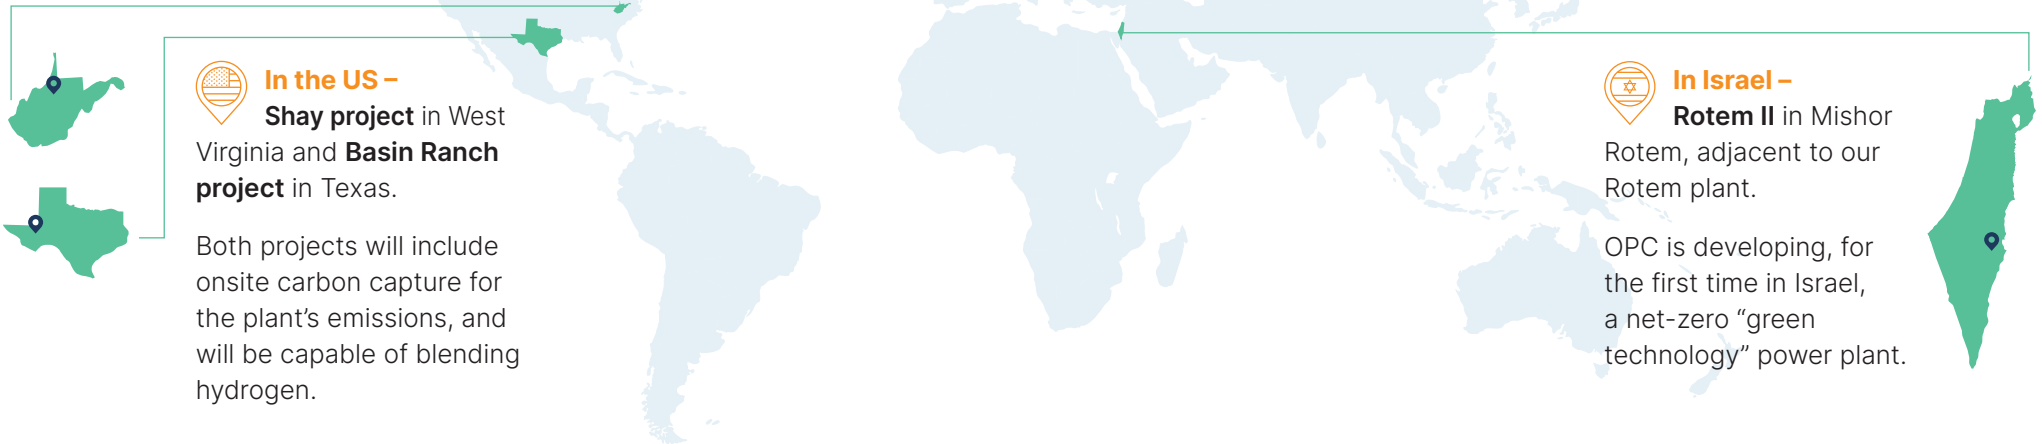 In the US –
Shay project in West
Virginia and Basin Ranch
project in Texas.
Both projects will include
onsite carbon capture for
the plant’s emissions, and
will be capable of blending
hydrogen.
In Israel –
Rotem II in Mishor
Rotem, adjacent to our
Rotem plant.
OPC is developing, for
the first time in Israel,
a net-zero “green
technology” power plant.